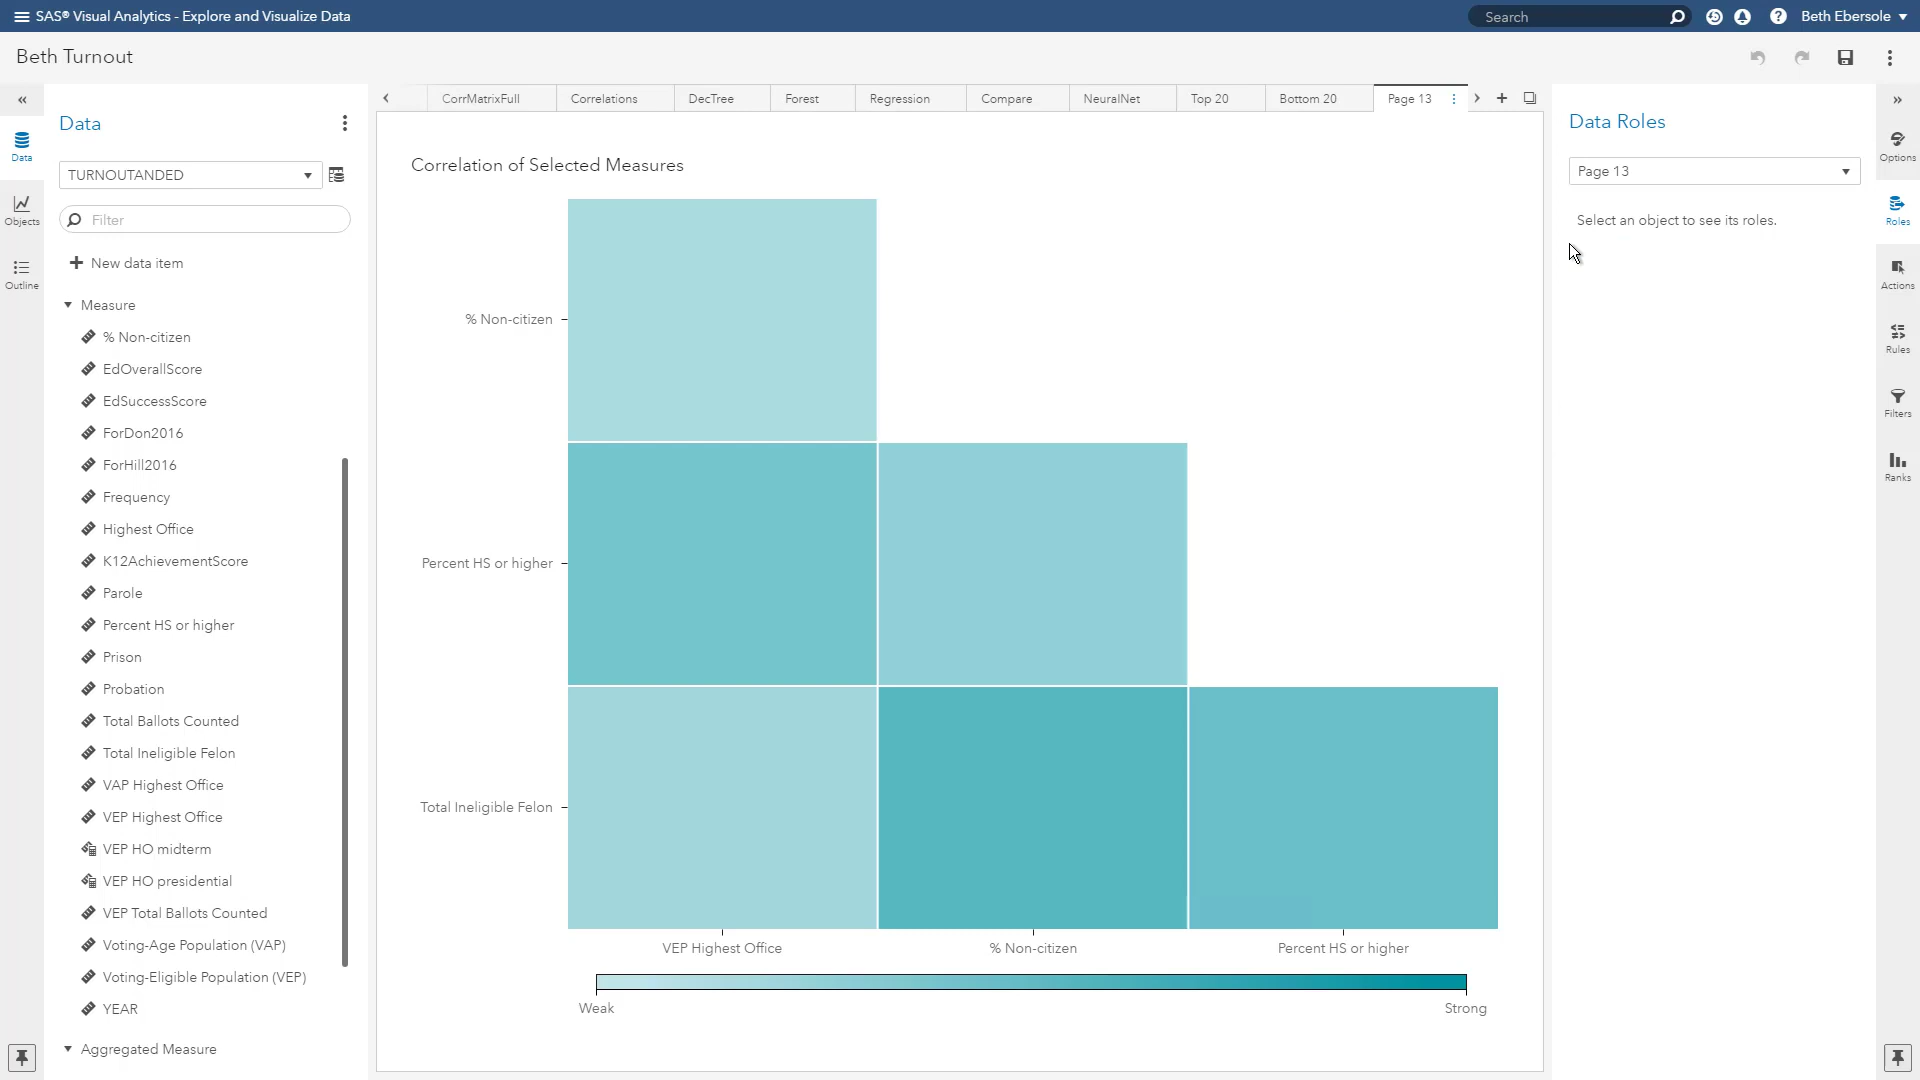 SAS® Visual Analytics - Explore and Visualize Data
Search
Beth Ebersole
Beth Turnout
Data
Objects
Outline
Data
TURNOUTANDED
Filter
New data item
Measure
% Non-citizen
EdOverallScore
EdSuccessScore
ForDon2016
ForHill2016
Frequency
Highest Office
K12AchievementScore
Parole
Percent HS or higher
Prison
Probation
Total Ballots Counted
Total Ineligible Felon
VAP Highest Office
VEP Highest Office
VEP HO midterm
VEP HO presidential
VEP Total Ballots Counted
Voting-Age Population (VAP)
Voting-Eligible Population (VEP)
YEAR
Aggregated Measure
CorrMatrixFull
Correlations
DecTree
Forest
Regression
Compare
NeuralNet
Top 20
Bottom 20
Page 13
Correlation of Selected Measures
% Non-citizen
Percent HS or higher
Total Ineligible Felon
VEP Highest Office
% Non-citizen
Percent HS or higher
Weak
Strong
Data Roles
Page 13
Select an object to see its roles.
Options
Roles
Actions
Rules
Filters
Ranks